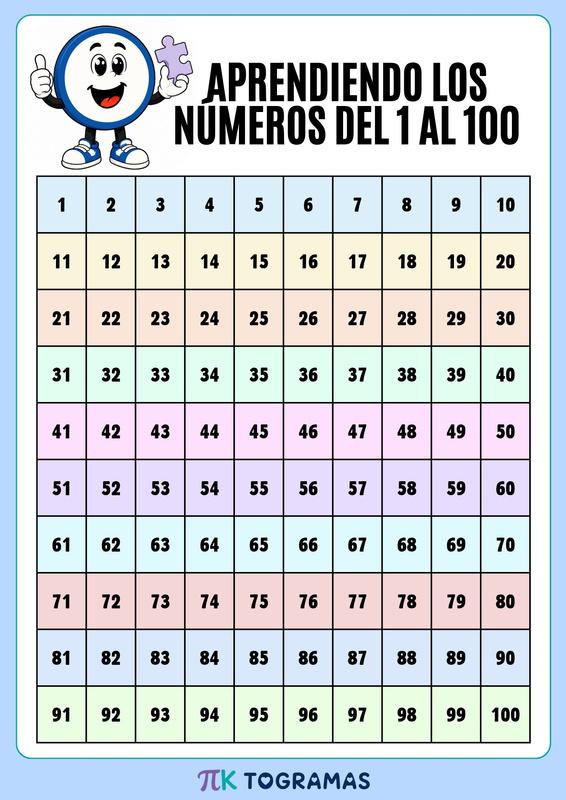 APRENDIENDO LOS
NÚMEROS DEL 1 AL 100
1 2 3 4 5 6 7 8 9 10
11 12 13 14 15 16 17 18 19 20
21 22 23 24 25 26 27 28 29 30
31 32 33 34 35 36 37 38 39 40
41 42 43 44 45 46 47 48 49 50
51 52 53 54 55 56 57 58 59 60
61 62 63 64 65 66 67 68 69 70
71 72 73 74 75 76 77 78 79 80
81 82 83 84 85 86 87 88 89 90
91 92 93 94 95 96 97 98 99 100
πK TOGRAMAS